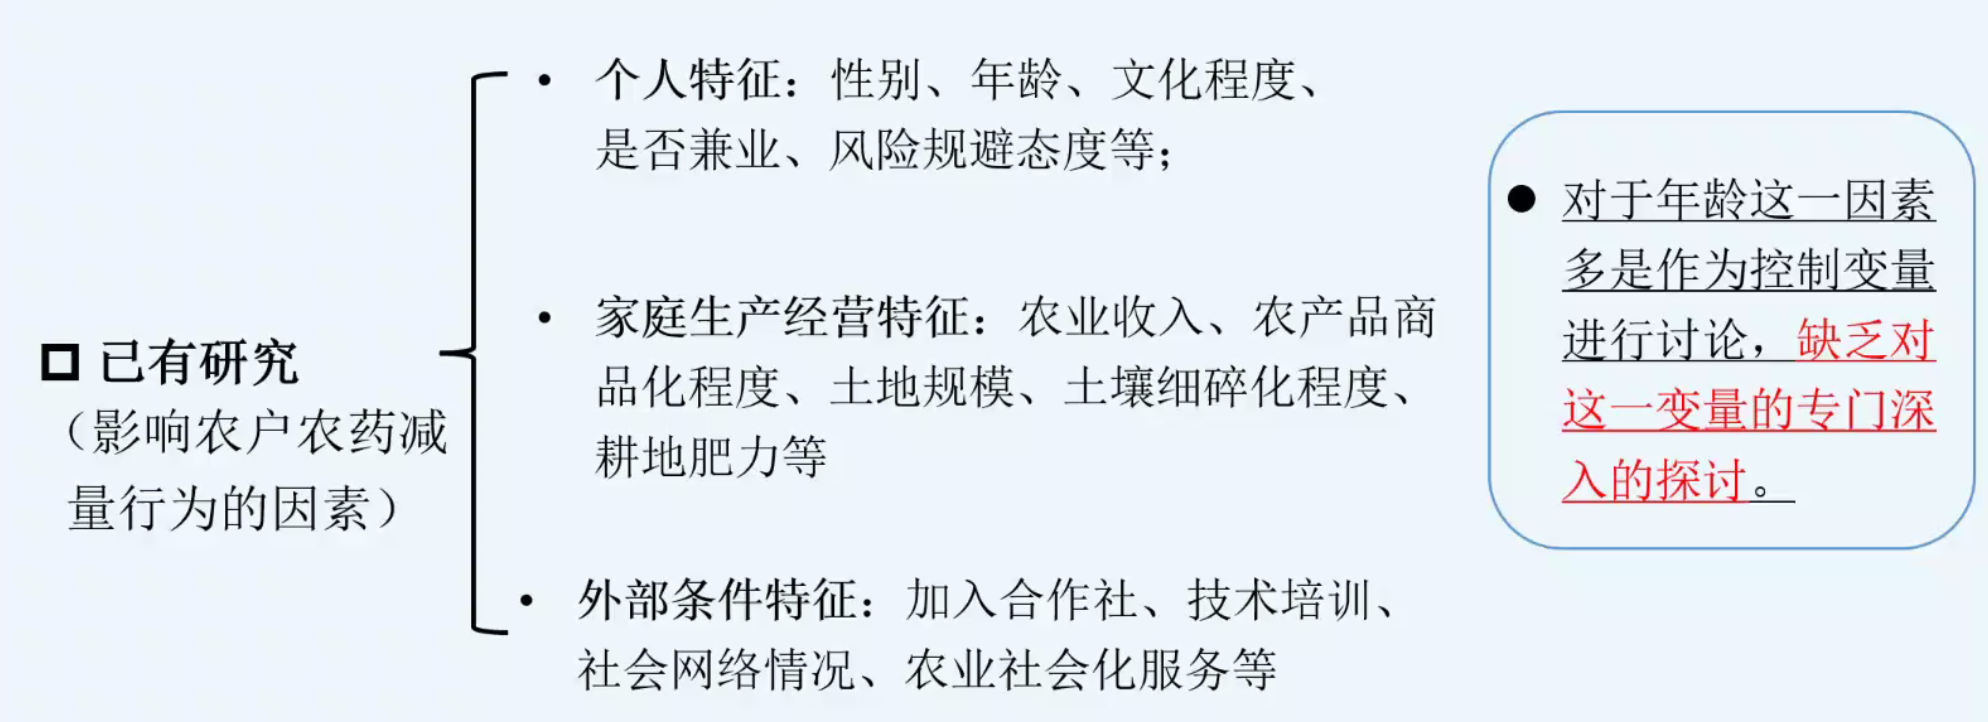 已有研究
（影响农户农药减
量行为的因素）
• 个人特征：性别、年龄、文化程度、
是否兼业、风险规避态度等；
• 家庭生产经营特征：农业收入、农产品商
品化程度、土地规模、土壤细碎化程度、
耕地肥力等
• 外部条件特征：加入合作社、技术培训、
社会网络情况、农业社会化服务等
● 对于年龄这一因素
多是作为控制变量
进行讨论，缺乏对
这一变量的专门深
入的探讨。